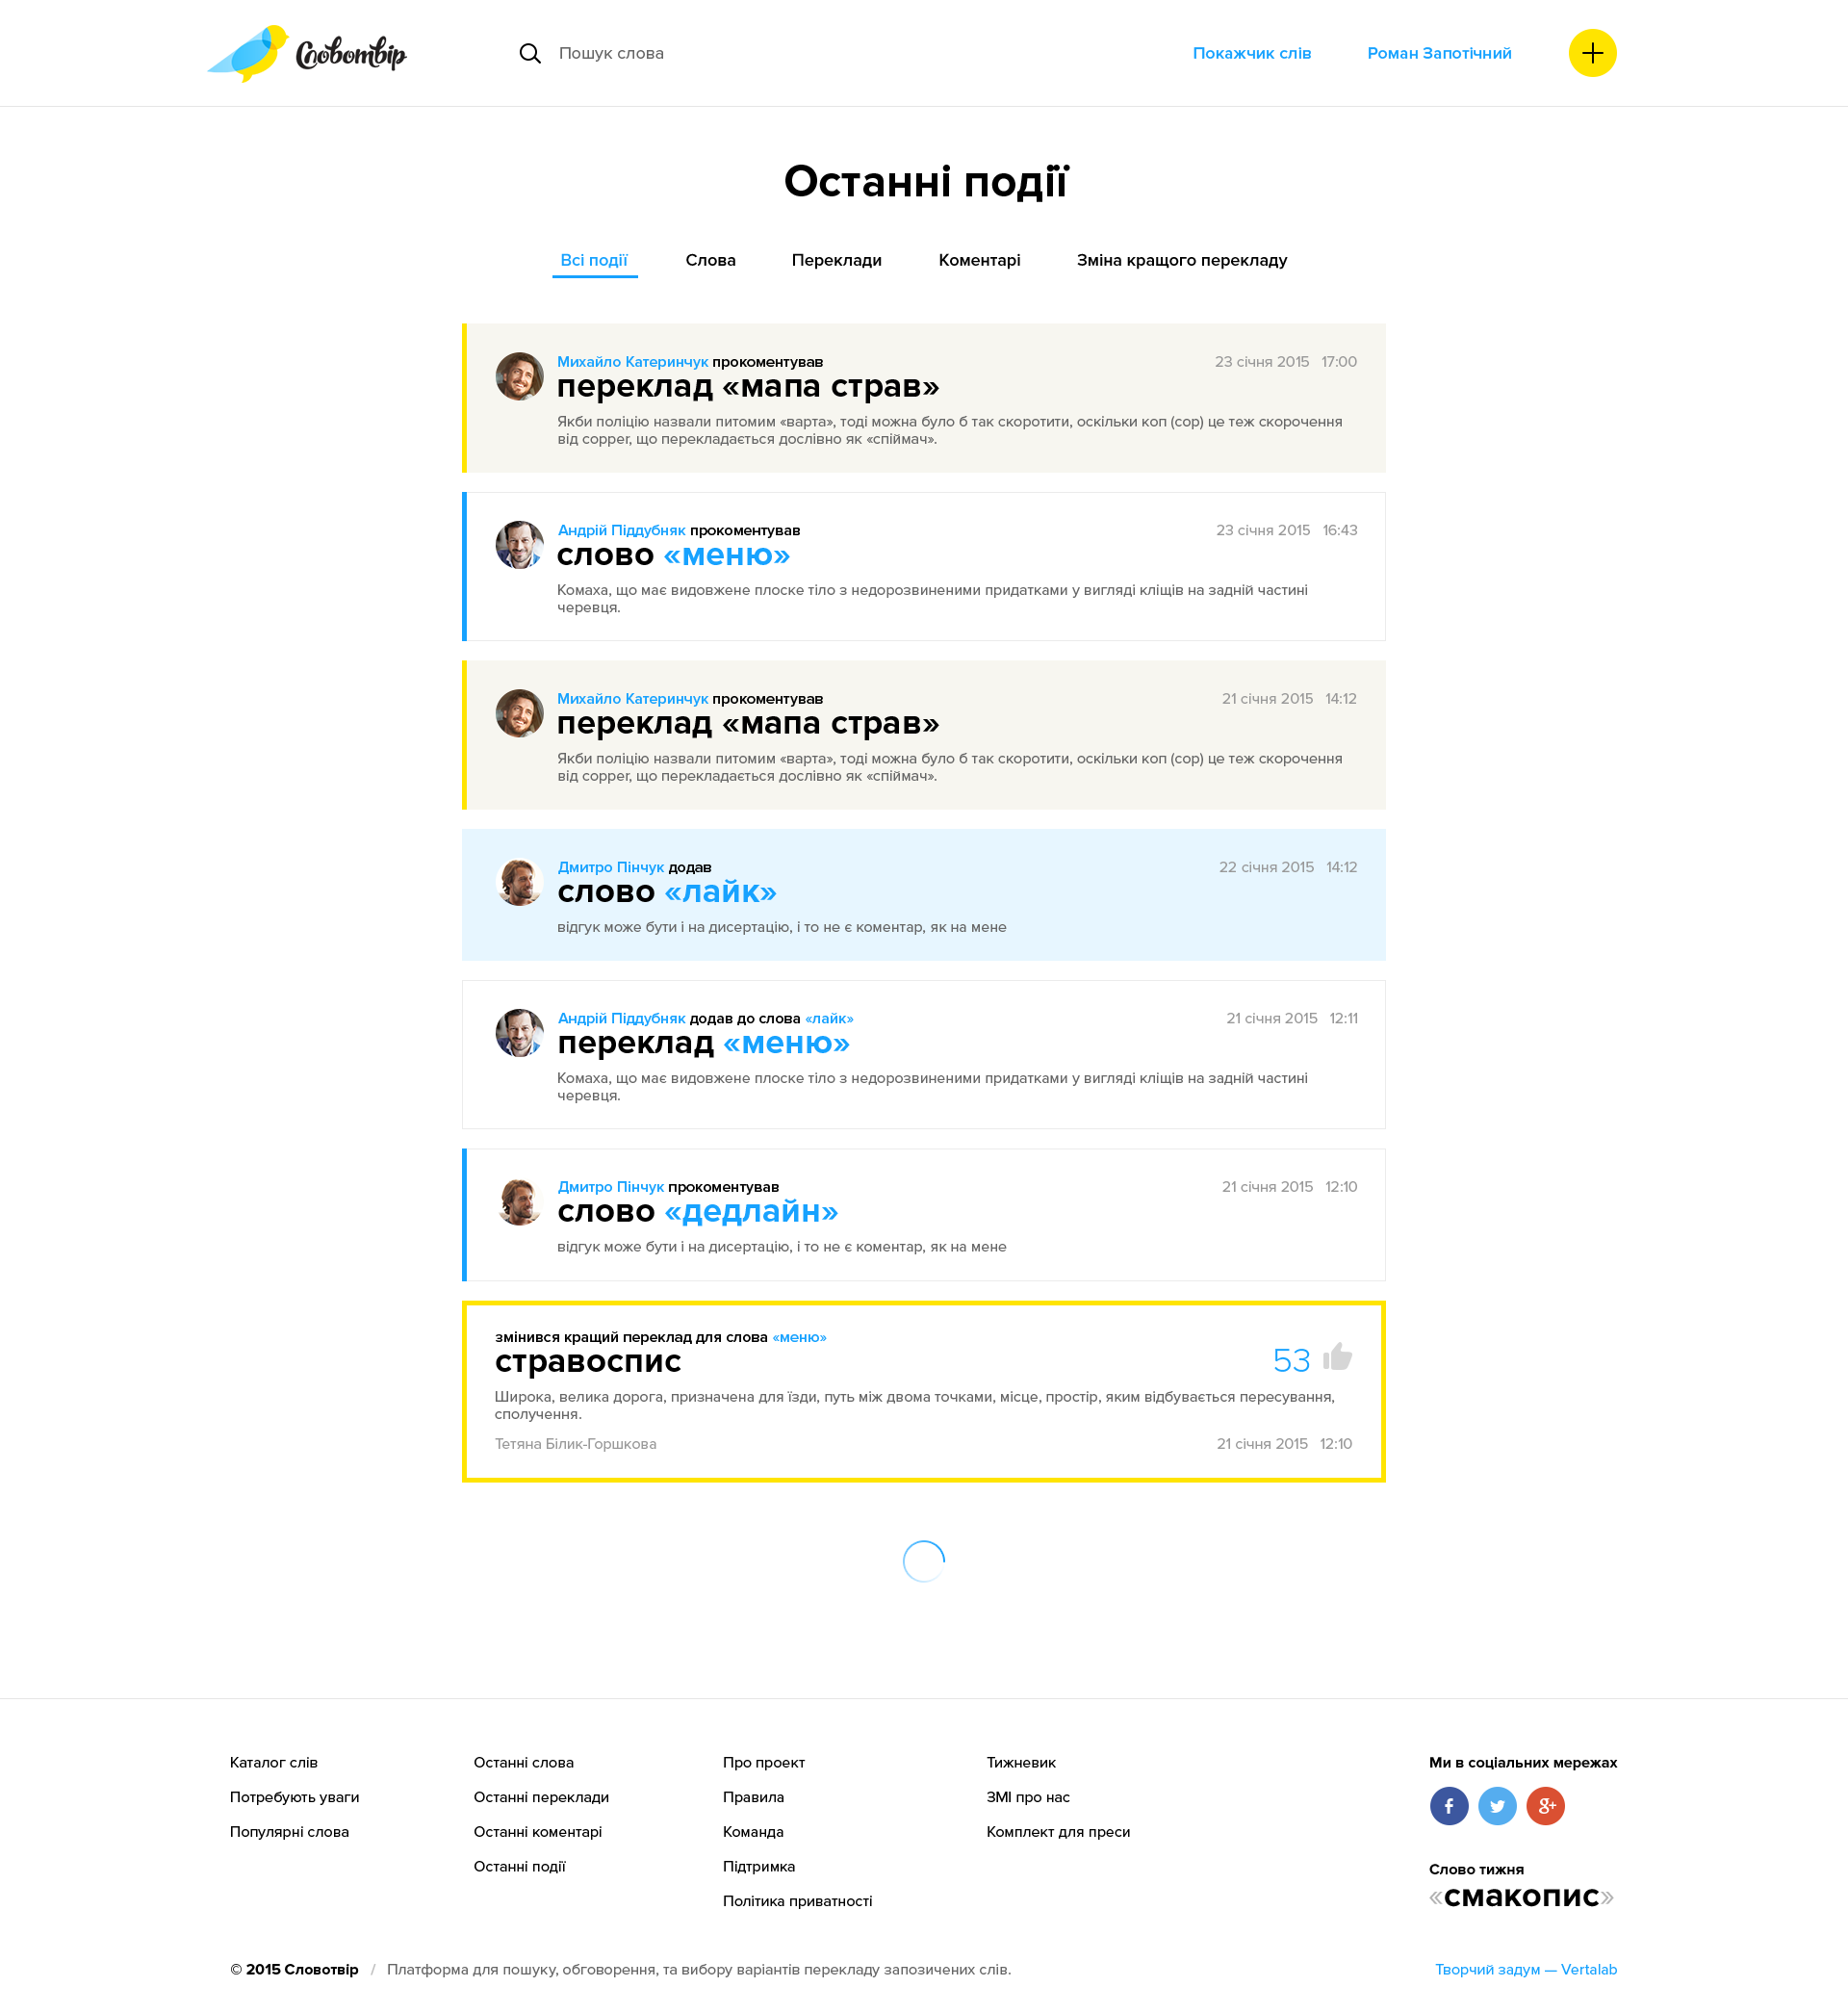 Словотвір
Пошук слова
Покажчик слів
Роман Запотічний
Останні події
Всі події
Слова
Переклади
Коментарі
Зміна кращого перекладу
Михайло Катеринчук прокоментував
23 січня 2015 17:00
переклад «мапа страв»
Якби поліцію назвали питомим «варта», тоді можна було б так скоротити, оскільки коп (cop) це теж скорочення
від copper, що перекладається дослівно як «спіймач».
Андрій Піддубняк прокоментував
23 січня 2015 16:43
слово «меню»
Комаха, що має видовжене плоске тіло з недорозвиненими придатками у вигляді кліщів на задній частині
черевця.
Михайло Катеринчук прокоментував
21 січня 2015 14:12
переклад «мапа страв»
Якби поліцію назвали питомим «варта», тоді можна було б так скоротити, оскільки коп (cop) це теж скорочення
від copper, що перекладається дослівно як «спіймач».
Дмитро Пінчук додав
22 січня 2015 14:12
слово «лайк»
відгук може бути і на дисертацію, і то не є коментар, як на мене
Андрій Піддубняк додав до слова «лайк»
21 січня 2015 12:11
переклад «меню»
Комаха, що має видовжене плоске тіло з недорозвиненими придатками у вигляді кліщів на задній частині
черевця.
Дмитро Пінчук прокоментував
21 січня 2015 12:10
слово «дедлайн»
відгук може бути і на дисертацію, і то не є коментар, як на мене
змінився кращий переклад для слова «меню»
стравоспис
53
Широка, велика дорога, призначена для їзди, путь між двома точками, місце, простір, яким відбувається пересування,
сполучення.
Тетяна Білик-Горшкова
21 січня 2015 12:10
Каталог слів
Потребують уваги
Популярні слова
Останні слова
Останні переклади
Останні коментарі
Останні події
Про проект
Правила
Команда
Підтримка
Політика приватності
Тижневик
ЗМІ про нас
Комплект для преси
Ми в соціальних мережах
Слово тижня
«смакопис»
© 2015 Словотвір / Платформа для пошуку, обговорення, та вибору варіантів перекладу запозичених слів.
Творчий задум — Vertalab